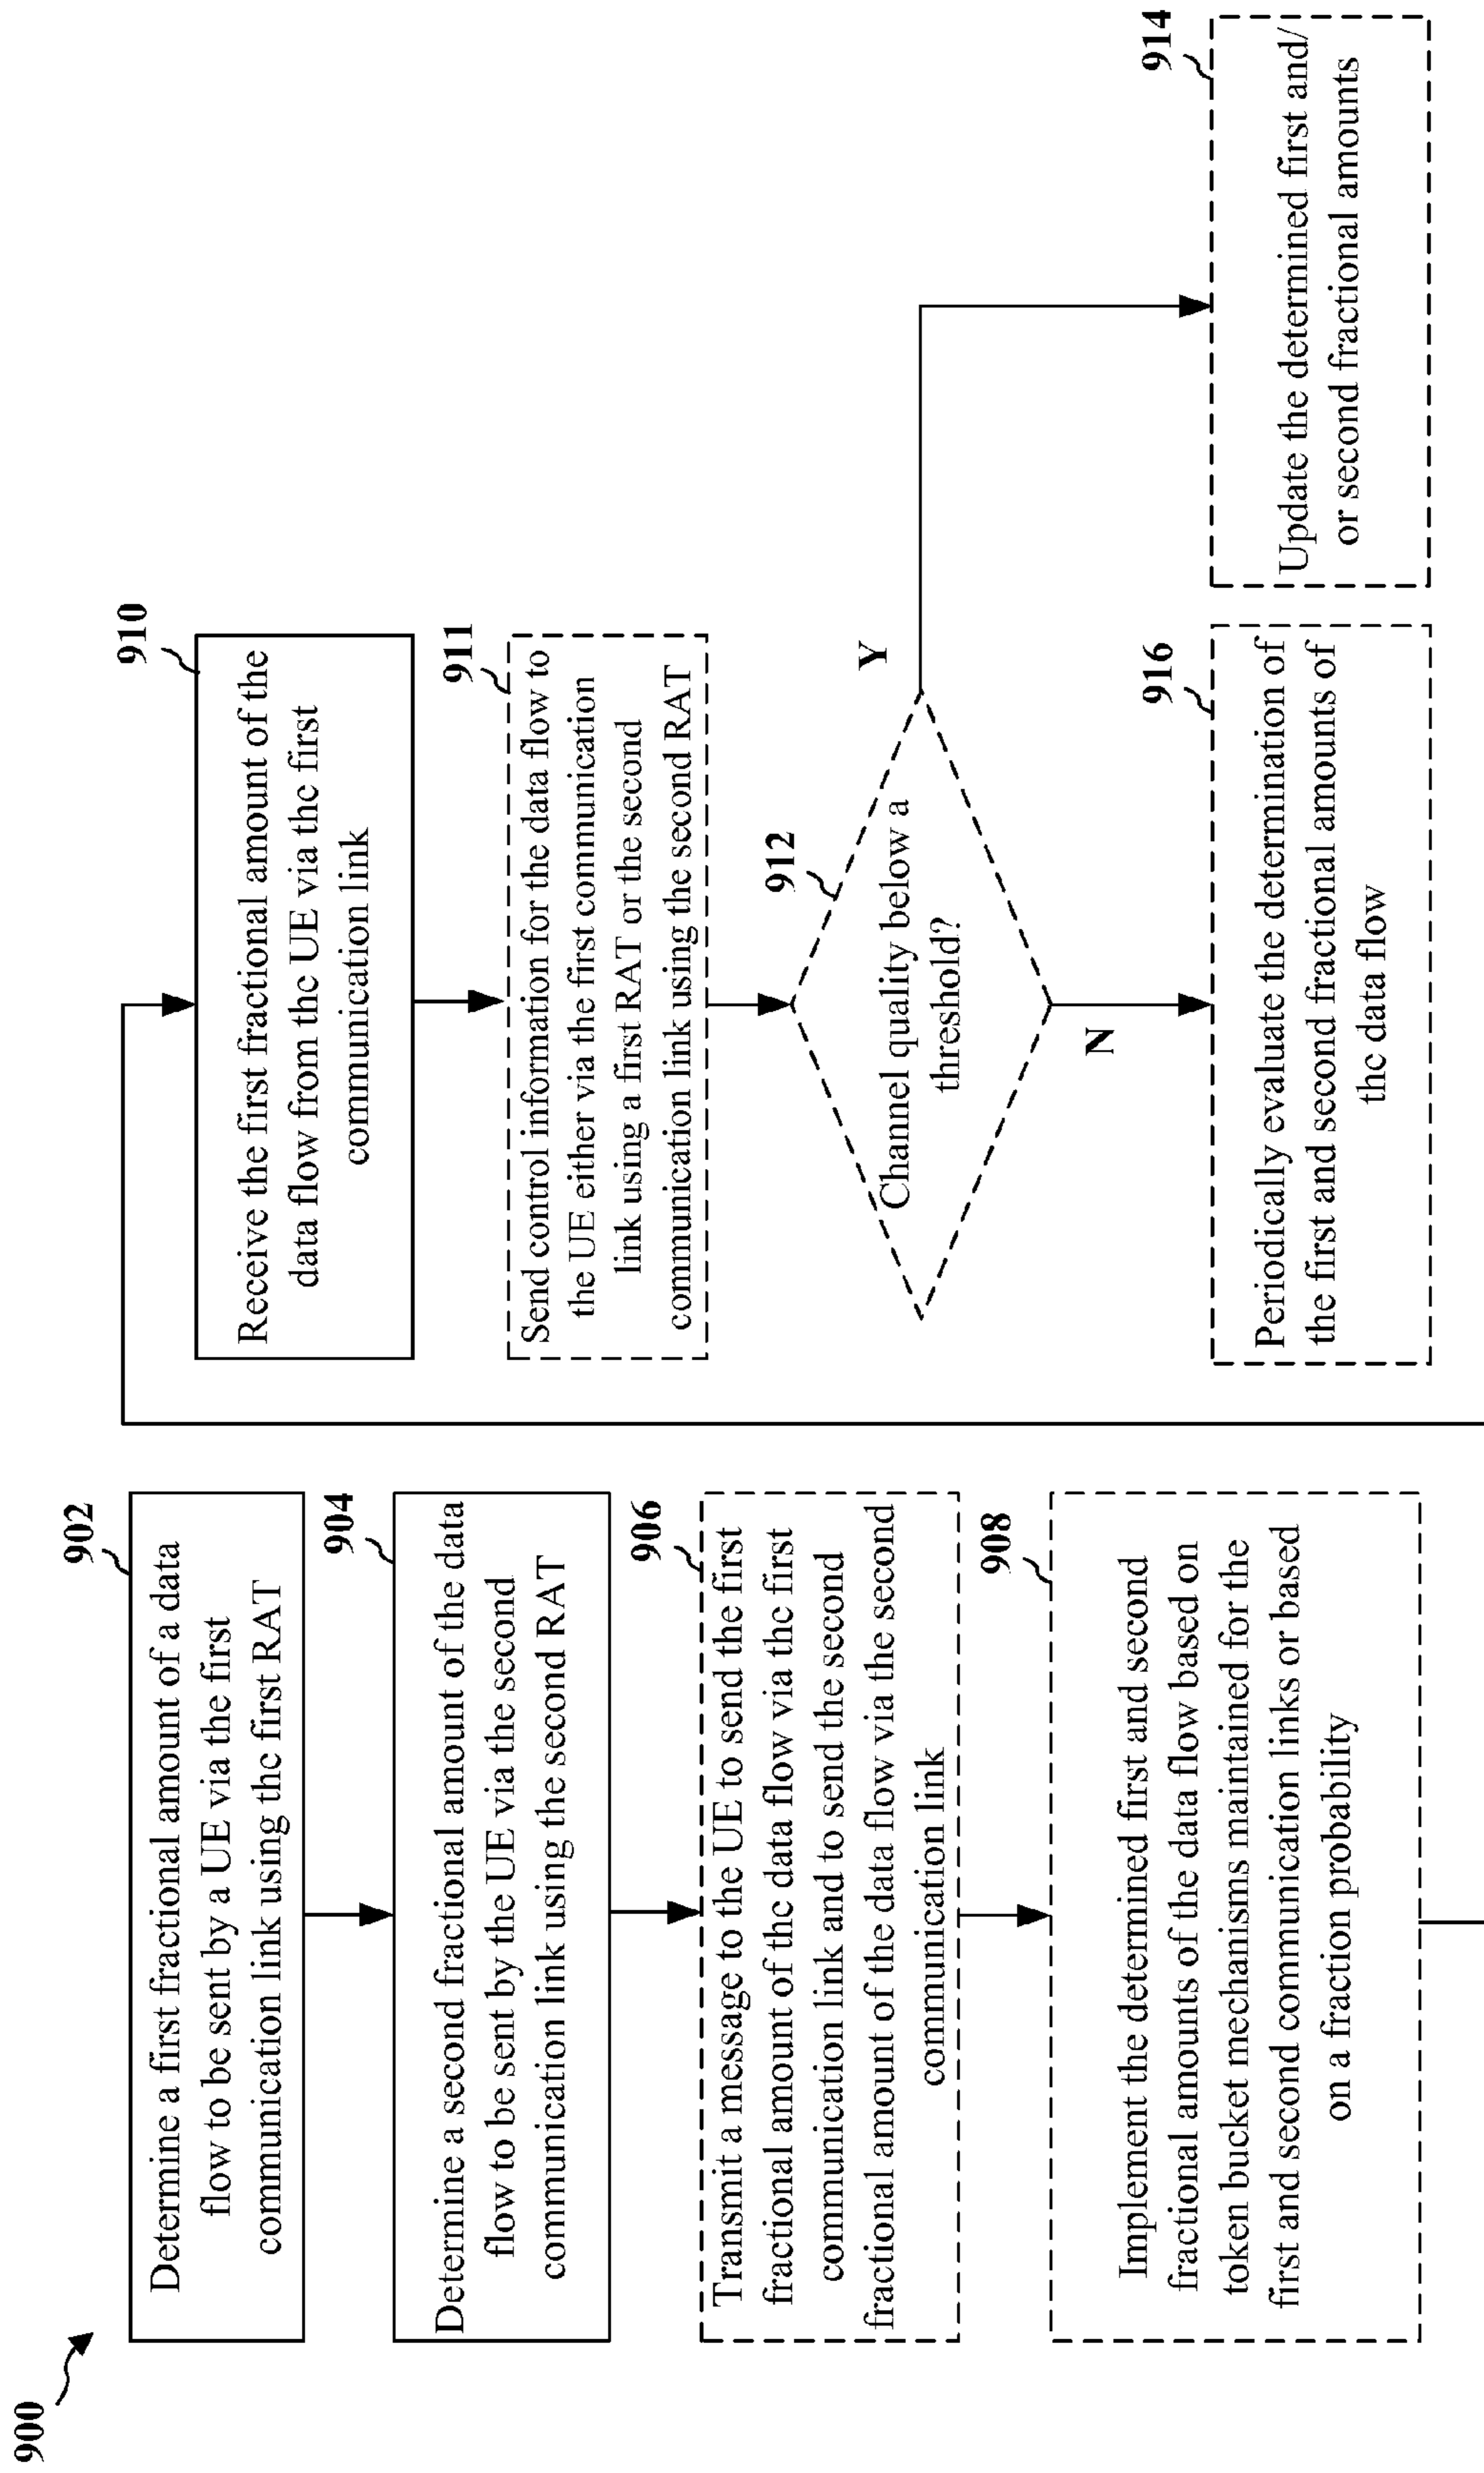 900
902
Determine a first fractional amount of a data
flow to be sent by a UE via the first
communication link using the first RAT
904
Determine a second fractional amount of the data
flow to be sent by the UE via the second
communication link using the second RAT
906
Transmit a message to the UE to send the first
fractional amount of the data flow via the first
communication link and to send the second
fractional amount of the data flow via the second
communication link
908
Implement the determined first and second
fractional amounts of the data flow based on
token bucket mechanisms maintained for the
first and second communication links or based
on a fraction probability
910
Receive the first fractional amount of the
data flow from the UE via the first
communication link
911
Send control information for the data flow to
the UE either via the first communication
link using a first RAT or the second
communication link using the second RAT
912
Channel quality below a
threshold?
Y
N
914
Update the determined first and/
or second fractional amounts
916
Periodically evaluate the determination of
the first and second fractional amounts of
the data flow